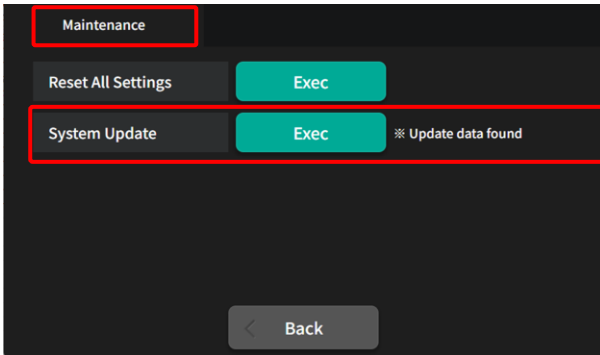 Maintenance
Reset All Settings Exec
System Update Exec ※ Update data found
Back